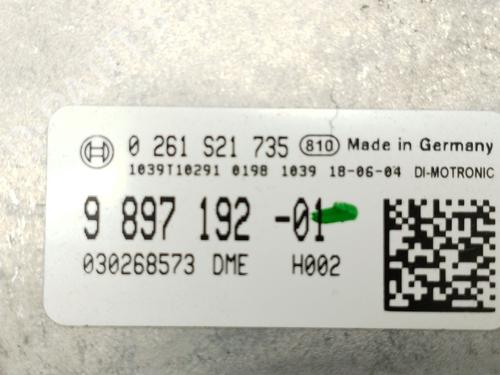 0 261 S21 735 810 Made in Germany
1039T10291 0198 1039 18-06-04 DI-MOTRONIC
9 897 192 -01
030268573 DME H002